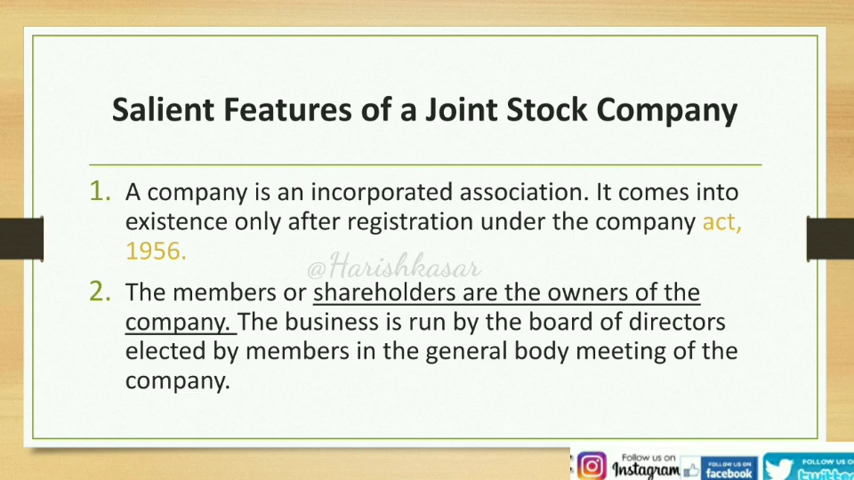 Salient Features of a Joint Stock Company
1. A company is an incorporated association. It comes into
existence only after registration under the company act,
1956.
@Harishkasar
2. The members or shareholders are the owners of the
company. The business is run by the board of directors
elected by members in the general body meeting of the
company.
Follow us on
Instagram
FOLLOW US ON
facebook
FOLLOW US O
twitter